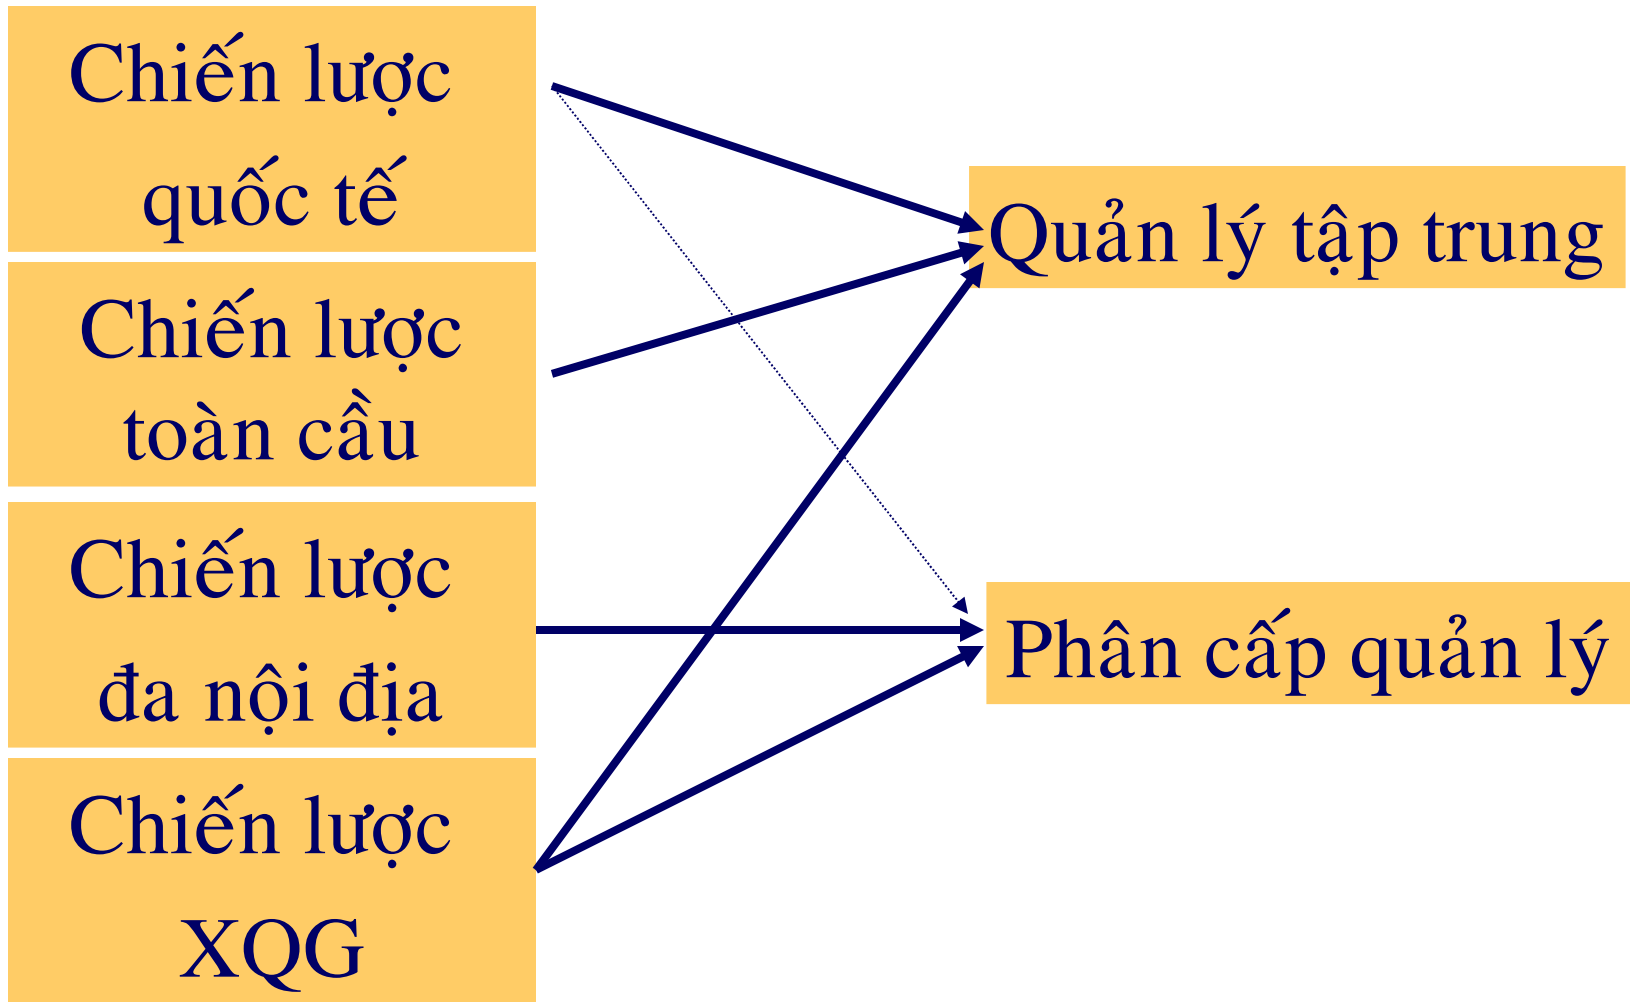 Chiến lược
quốc tế
Chiến lược
toàn cầu
Chiến lược
đa nội địa
Chiến lược
XQG
Quản lý tập trung
Phân cấp quản lý